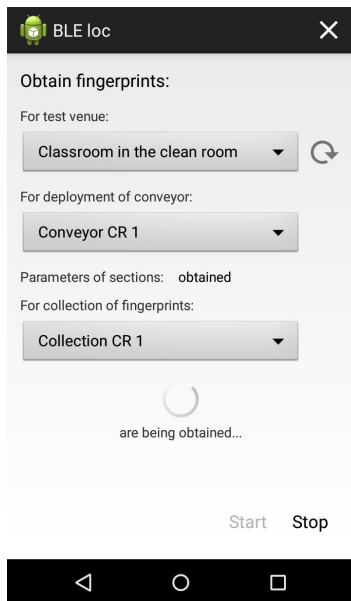 BLE loc
Obtain fingerprints:
For test venue:
Classroom in the clean room
For deployment of conveyor:
Conveyor CR 1
Parameters of sections: obtained
For collection of fingerprints:
Collection CR 1
are being obtained...
Start Stop